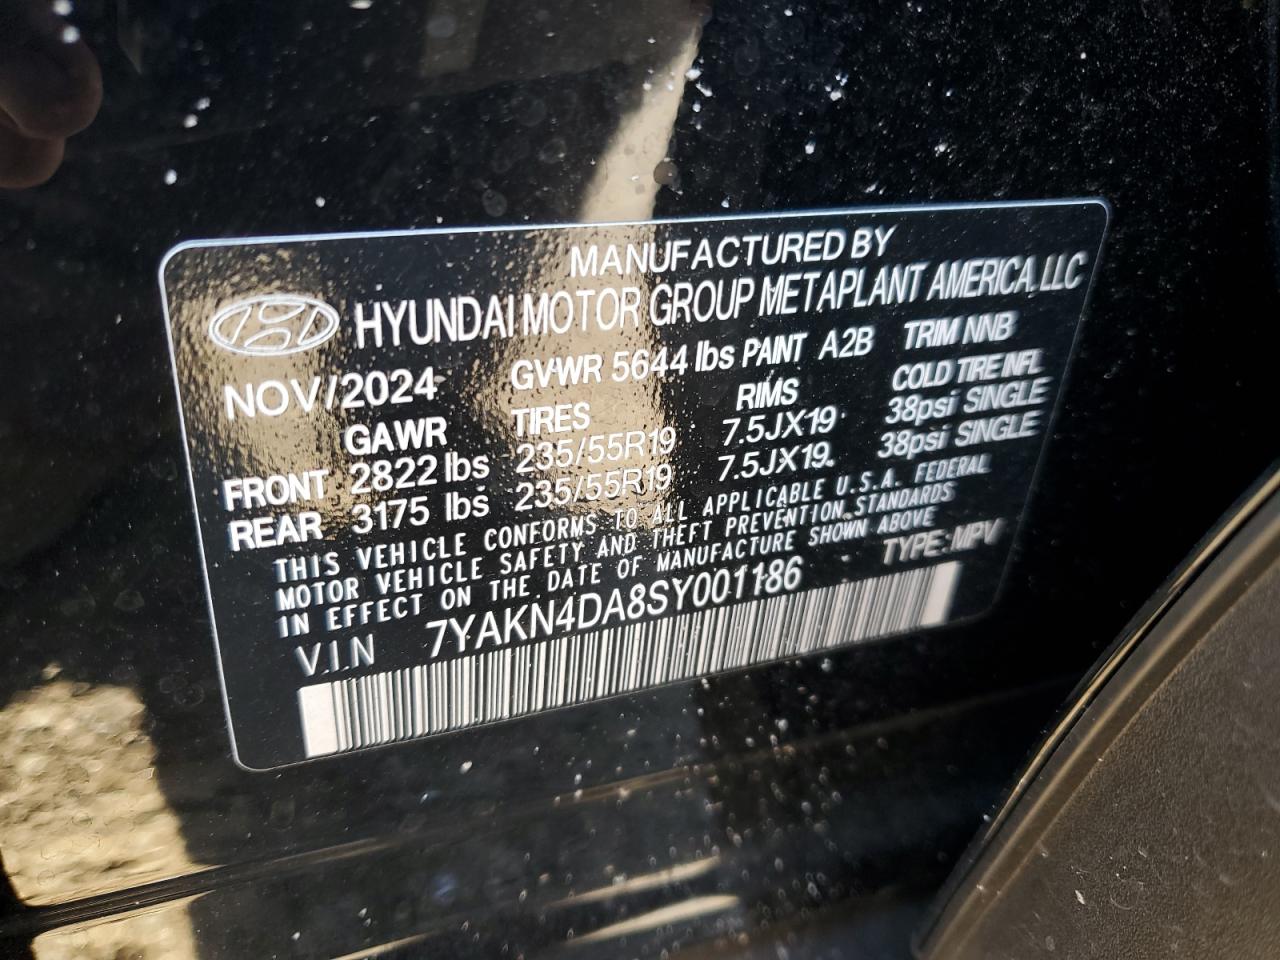 MANUFACTURED BY
HYUNDAI MOTOR GROUP METAPLANT AMERICA, LLC
NOV/2024 GVWR 5644 lbs PAINT A2B TRIM NNB
GAWR TIRES RIMS COLD TIRE NFL
FRONT 2822 lbs 235/55R19 7.5JX19 38psi SINGLE
REAR 3175 lbs 235/55R19 7.5JX19 38psi SINGLE
THIS VEHICLE CONFORMS TO ALL APPLICABLE U.S.A. FEDERAL
MOTOR VEHICLE SAFETY AND THEFT PREVENTION STANDARDS
IN EFFECT ON THE DATE OF MANUFACTURE SHOWN ABOVE
V.I.N 7YAKN4DA8SY001186 TYPE: MPV